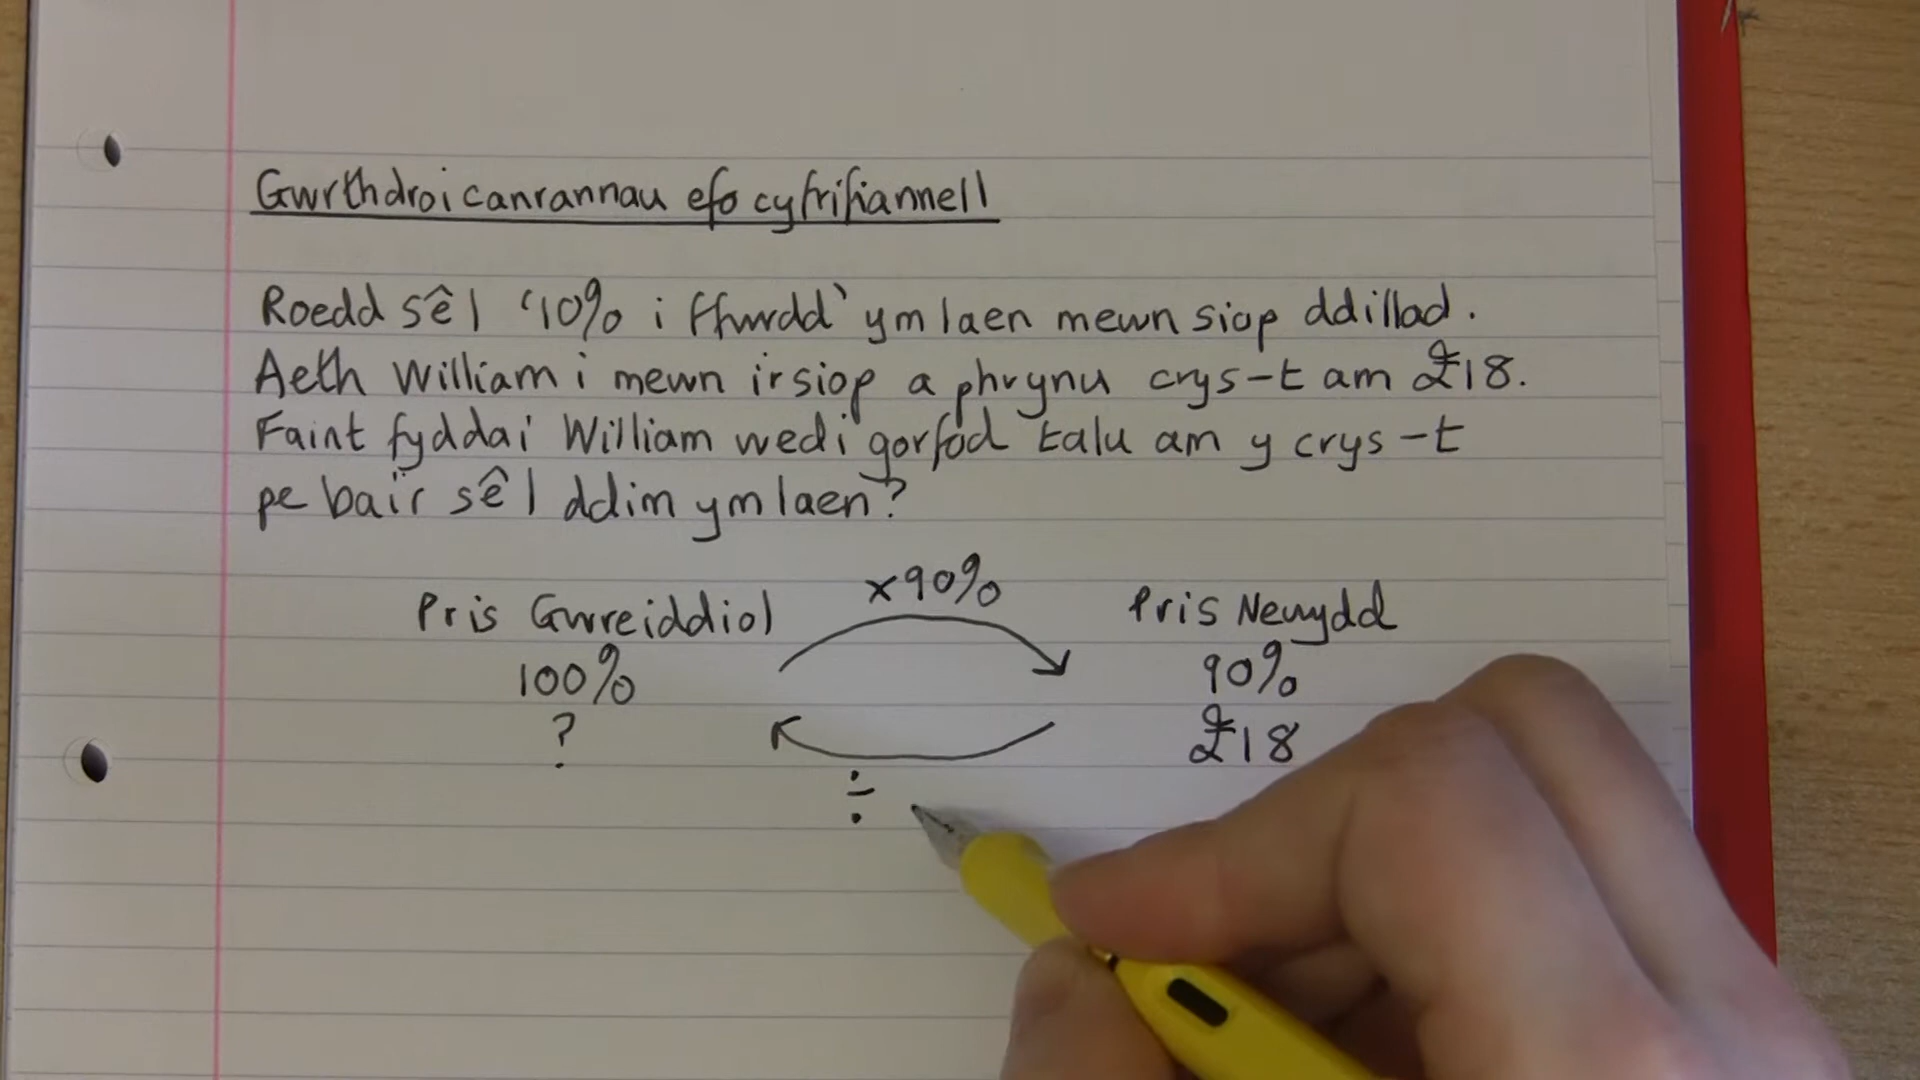 Gwrthdroi canrannau efo cyfrifiannell
Roedd sêl '10% i ffwrdd' ymlaen mewn siop ddillad.
Aeth William i mewn i'r siop a phrynu crys-t am £18.
Faint fyddai William wedi gorfod talu am y crys-t
pe bai'r sêl ddim ymlaen?
×90%
Pris Gwreiddiol Pris Newydd
100% 90%
? £18
÷